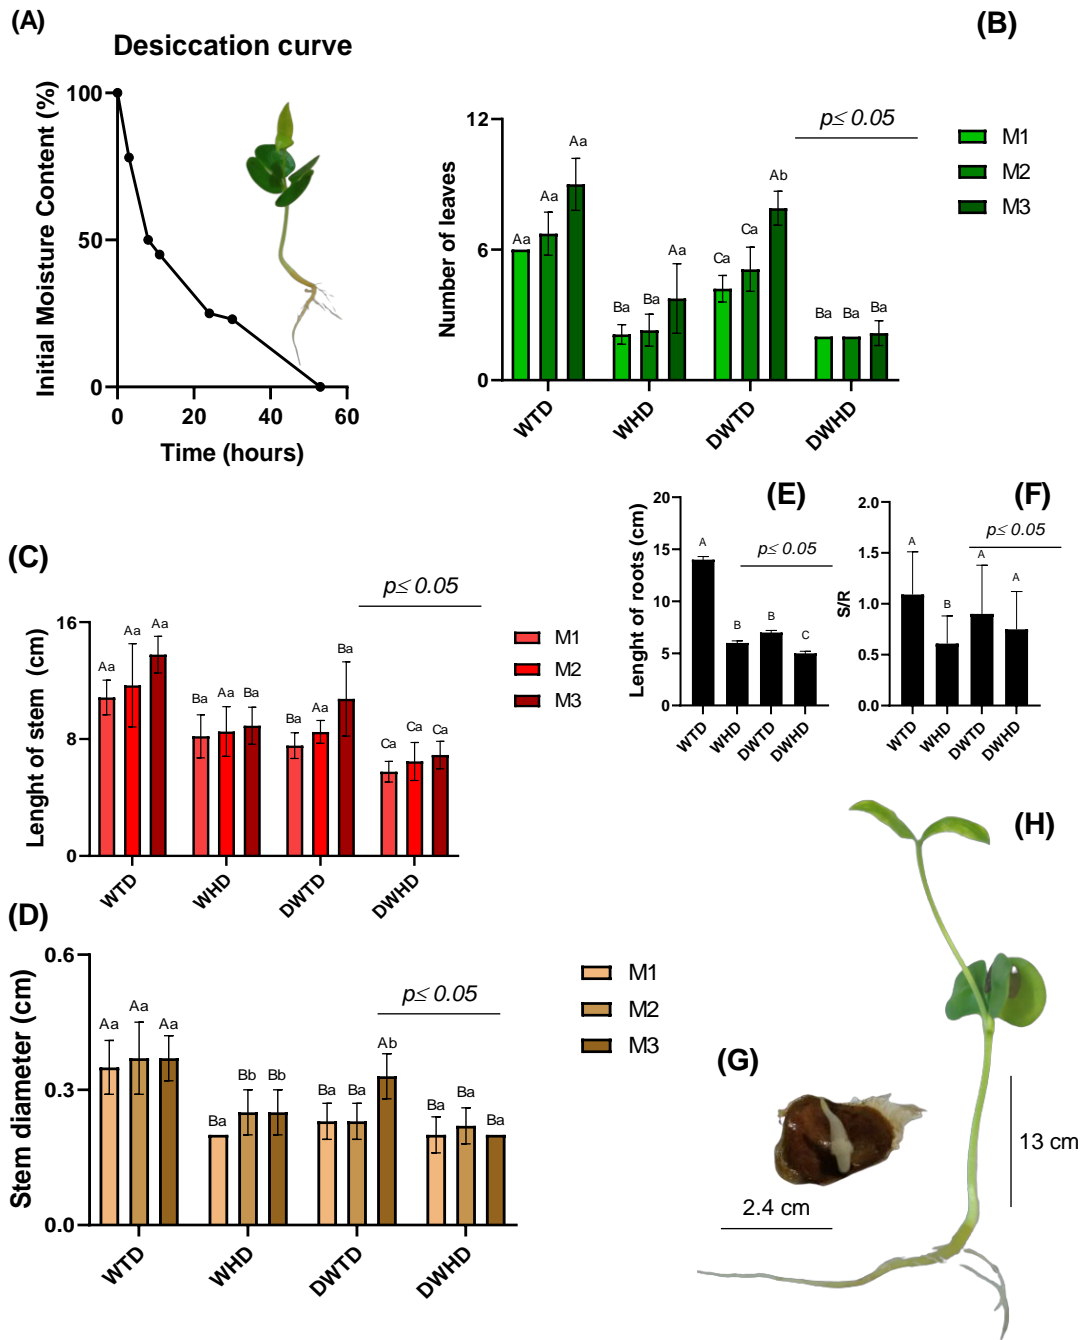 (A)
Desiccation curve
Initial Moisture Content (%)
100
50
0
0
20
40
60
Time (hours)
(B)
p≤ 0.05
Number of leaves
12
6
0
Aa
Aa
Aa
Ba
Ba
Aa
Ca
Ca
Ab
Ba
Ba
Ba
WTD
WHD
DWTD
DWHD
M1
M2
M3
(C)
p≤ 0.05
Lenght of stem (cm)
16
8
0
Aa
Aa
Aa
Ba
Aa
Ba
Ba
Aa
Ba
Ca
Ca
Ca
WTD
WHD
DWTD
DWHD
M1
M2
M3
(E)
p≤ 0.05
Lenght of roots (cm)
20
15
10
5
0
A
B
B
C
WTD
WHD
DWTD
DWHD
(F)
p≤ 0.05
S/R
2.0
1.5
1.0
0.5
0.0
A
B
A
A
WTD
WHD
DWTD
DWHD
(D)
p≤ 0.05
Stem diameter (cm)
0.6
0.3
0.0
Aa
Aa
Aa
Ba
Bb
Bb
Ba
Ba
Ab
Ba
Ba
Ba
WTD
WHD
DWTD
DWHD
M1
M2
M3
(G)
2.4 cm
(H)
13 cm